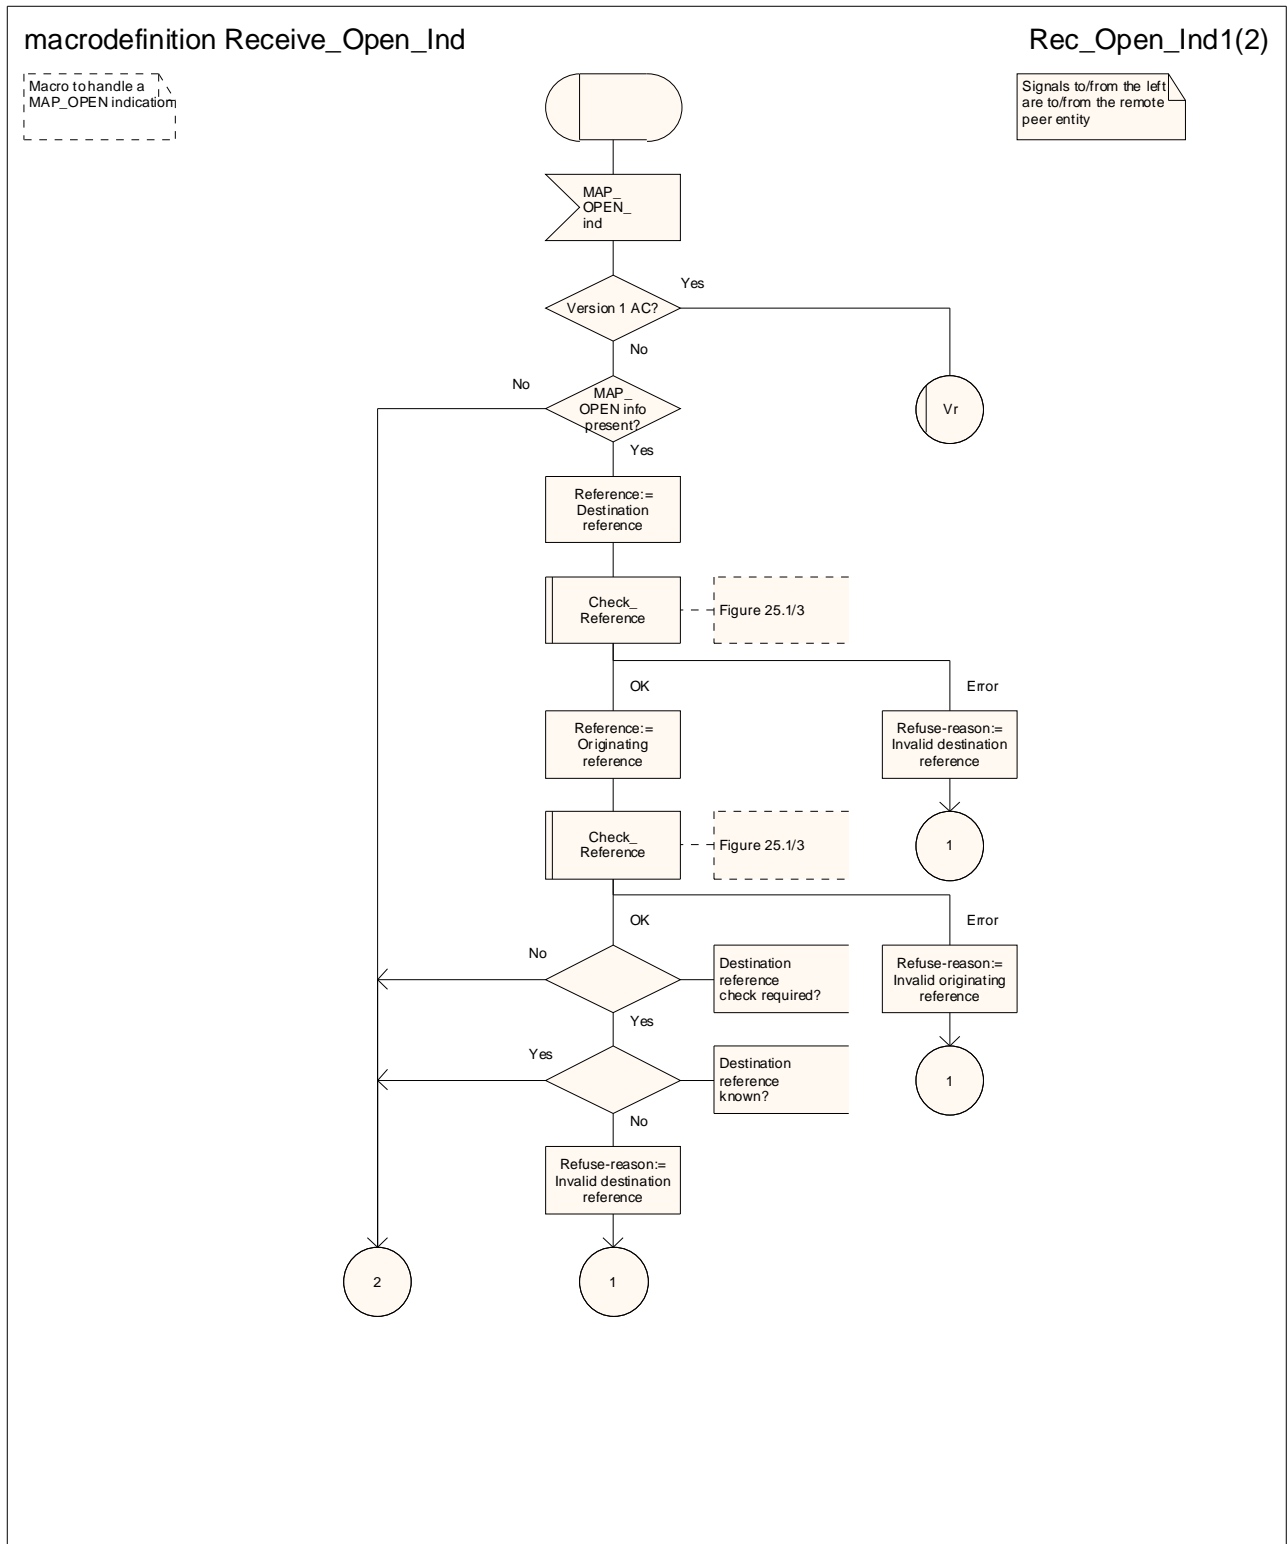 macrodefinition Receive_Open_Ind
Rec_Open_Ind1(2)
Macro to handle a
MAP_OPEN indication
Signals to/from the left
are to/from the remote
peer entity
MAP_
OPEN_
ind
Version 1 AC?
Yes
No
No
MAP_
OPEN info
present?
Vr
Yes
Reference:=
Destination
reference
Check_
Reference
Figure 25.1/3
OK
Error
Reference:=
Originating
reference
Refuse-reason:=
Invalid destination
reference
Check_
Reference
Figure 25.1/3
1
OK
Error
No
Destination
reference
check required?
Refuse-reason:=
Invalid originating
reference
Yes
Yes
Destination
reference
known?
1
No
Refuse-reason:=
Invalid destination
reference
2
1